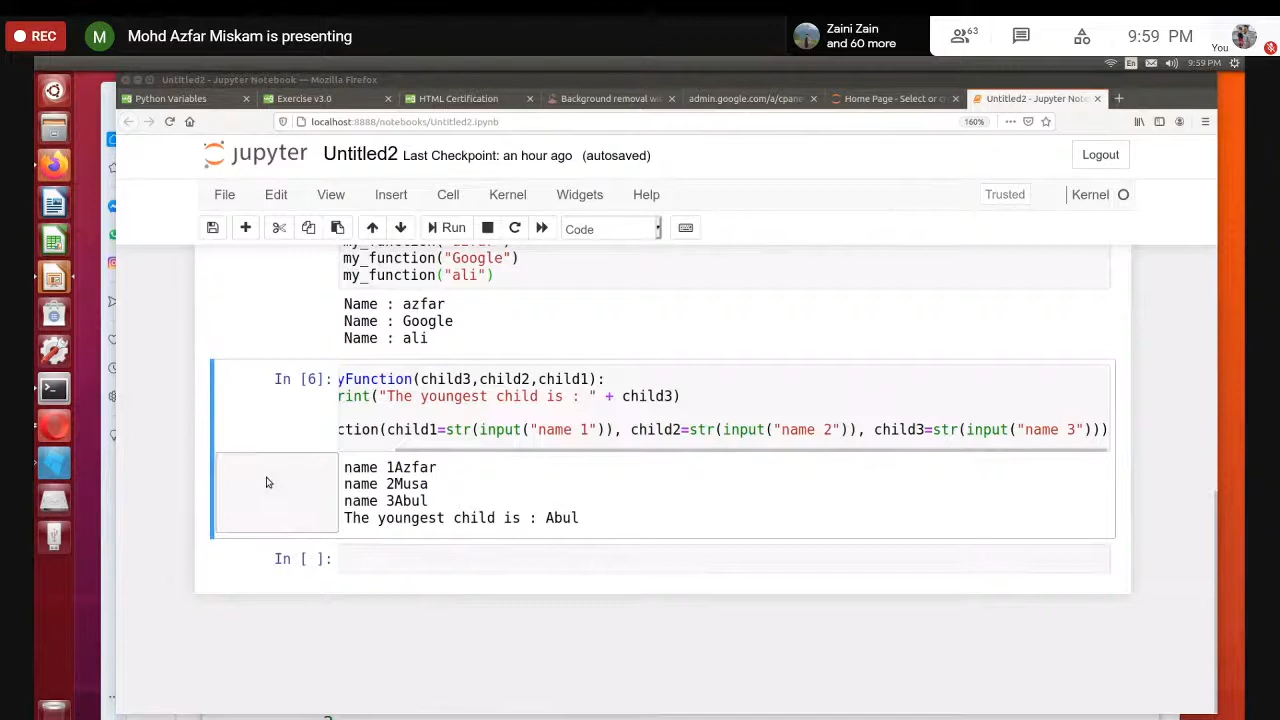 REC
M
Mohd Azfar Miskam is presenting
Zaini Zain
and 60 more
63
9:59 PM
You
En
9:59 PM
Untitled2 - Jupyter Notebook — Mozilla Firefox
Python Variables
HTML Certification
Background removal wi
admin.google.com/a/cpane
Home Page - Select or c
Untitled2 - Jupyter Note
localhost:8888/notebooks/Untitled2.ipynb
160%
jupyter
Untitled2
Last Checkpoint: an hour ago (autosaved)
Logout
File
Edit
View
Insert
Cell
Kernel
Widgets
Help
Trusted
Kernel
Run
Code
my_function("Google")
my_function("ali")
Name : azfar
Name : Google
Name : ali
In [6]:
yFunction(child3,child2,child1):
rint("The youngest child is : " + child3)
ction(child1=str(input("name 1")), child2=str(input("name 2")), child3=str(input("name 3")))
name 1Azfar
name 2Musa
name 3Abul
The youngest child is : Abul
In [ ]: